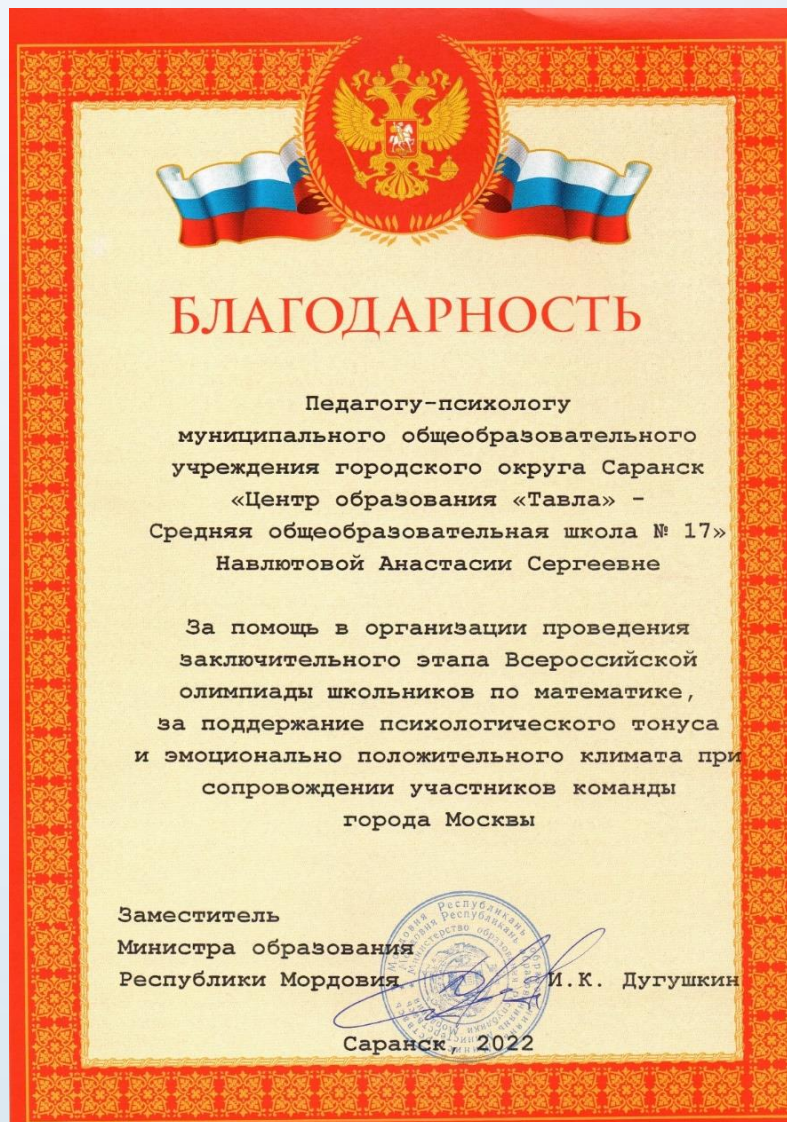 БЛАГОДАРНОСТЬ
Педагогу-психологу
муниципального общеобразовательного
учреждения городского округа Саранск
«Центр образования «Тавла» –
Средняя общеобразовательная школа № 17»
Навлютовой Анастасии Сергеевне
За помощь в организации проведения
заключительного этапа Всероссийской
олимпиады школьников по математике,
за поддержание психологического тонуса
и эмоционально положительного климата при
сопровождении участников команды
города Москвы
Заместитель
Министра образования
Республики Мордовия
И.К. Дугушкин
Саранск, 2022